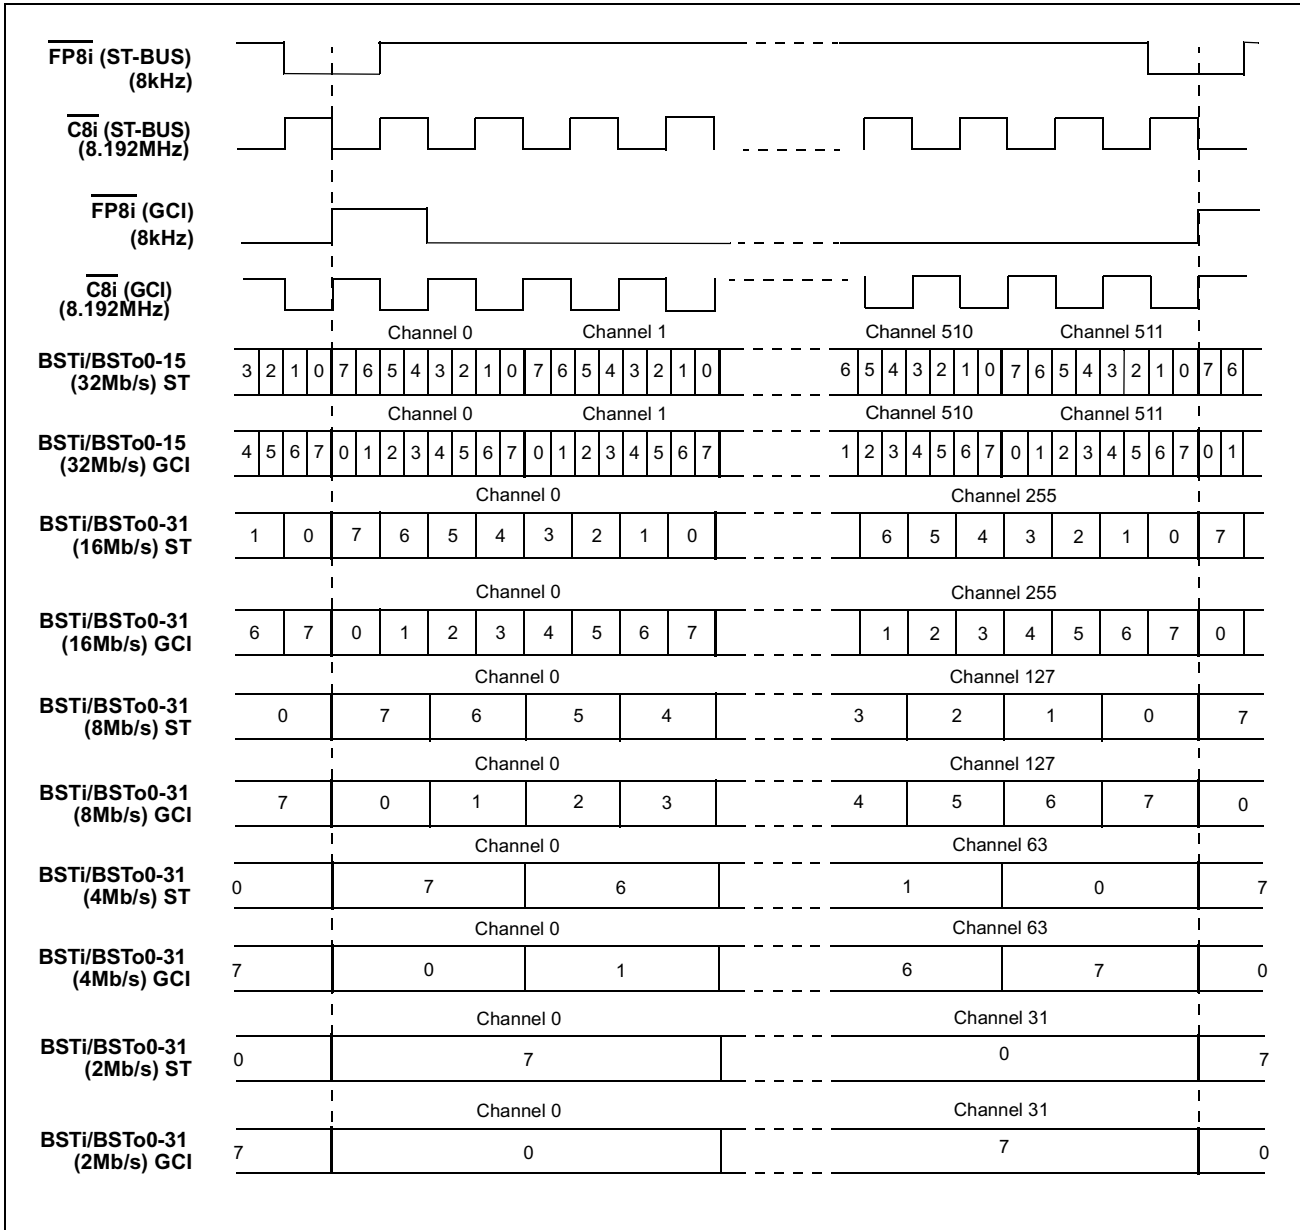 FP8i (ST-BUS)
(8kHz)
C8i (ST-BUS)
(8.192MHz)
FP8i (GCI)
(8kHz)
C8i (GCI)
(8.192MHz)
Channel 0 Channel 1 Channel 510 Channel 511
BSTi/BSTo0-15
(32Mb/s) ST
3 2 1 0 7 6 5 4 3 2 1 0 7 6 5 4 3 2 1 0 6 5 4 3 2 1 0 7 6 5 4 3 2 1 0 7 6
Channel 0 Channel 1 Channel 510 Channel 511
BSTi/BSTo0-15
(32Mb/s) GCI
4 5 6 7 0 1 2 3 4 5 6 7 0 1 2 3 4 5 6 7 1 2 3 4 5 6 7 0 1 2 3 4 5 6 7 0 1
Channel 0 Channel 255
BSTi/BSTo0-31
(16Mb/s) ST
1 0 7 6 5 4 3 2 1 0 6 5 4 3 2 1 0 7
Channel 0 Channel 255
BSTi/BSTo0-31
(16Mb/s) GCI
6 7 0 1 2 3 4 5 6 7 1 2 3 4 5 6 7 0
Channel 0 Channel 127
BSTi/BSTo0-31
(8Mb/s) ST
0 7 6 5 4 3 2 1 0 7
Channel 0 Channel 127
BSTi/BSTo0-31
(8Mb/s) GCI
7 0 1 2 3 4 5 6 7 0
Channel 0 Channel 63
BSTi/BSTo0-31
(4Mb/s) ST
0 7 6 1 0 7
Channel 0 Channel 63
BSTi/BSTo0-31
(4Mb/s) GCI
7 0 1 6 7 0
Channel 0 Channel 31
BSTi/BSTo0-31
(2Mb/s) ST
0 7 0 7
Channel 0 Channel 31
BSTi/BSTo0-31
(2Mb/s) GCI
7 0 7 0